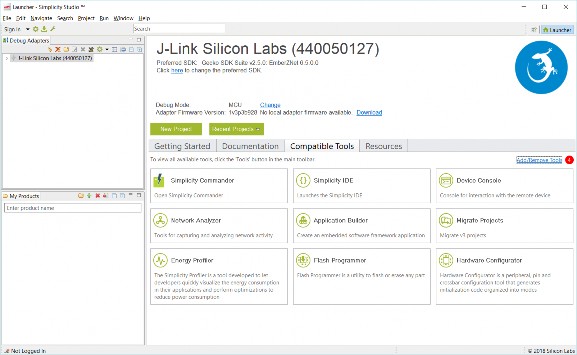 Launcher - Simplicity Studio ™
File Edit Navigate Search Project Run Window Help
Sign in
Search
Launcher
Debug Adapters
J-Link Silicon Labs (440050127)
J-Link Silicon Labs (440050127)
Preferred SDK: Gecko SDK Suite v2.5.0: EmberZNet 6.5.0.0
Click here to change the preferred SDK.
Debug Mode: MCU Change
Adapter Firmware Version: 1v3p3b928 No local adapter firmware available. Download
New Project Recent Projects
Getting Started Documentation Compatible Tools Resources
To view all available tools, click the 'Tools' button in the main toolbar. Add/Remove Tools 4
Simplicity Commander
Open Simplicity Commander.
Simplicity IDE
Launches the Simplicity IDE
Device Console
Console for interaction with the remote device
Network Analyzer
Tools for capturing and analyzing network activity
Application Builder
Create an embedded software framework application
Migrate Projects
Migrate v3 projects
Energy Profiler
The Simplicity Profiler is a tool developed to let
developers quickly visualize the energy consumption
in their applications and perform optimizations to
reduce power consumption
Flash Programmer
Flash Programmer is a utility to flash or erase any part
Hardware Configurator
Hardware Configurator is a peripheral, pin and
crossbar configuration tool that generates
initialization code organized into modes
My Products
Enter product name
Not Logged In
© 2018 Silicon Labs